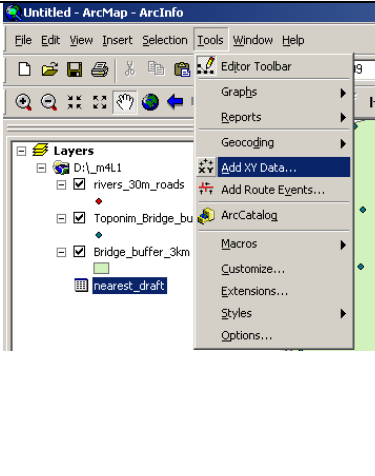 Untitled - ArcMap - ArcInfo
File Edit View Insert Selection Tools Window Help
Editor Toolbar
Graphs
Reports
Geocoding
Add XY Data...
Add Route Events...
ArcCatalog
Macros
Customize...
Extensions...
Styles
Options...
Layers
D:\_m4L1
rivers_30m_roads
Toponim_Bridge_bu
Bridge_buffer_3km
nearest_draft